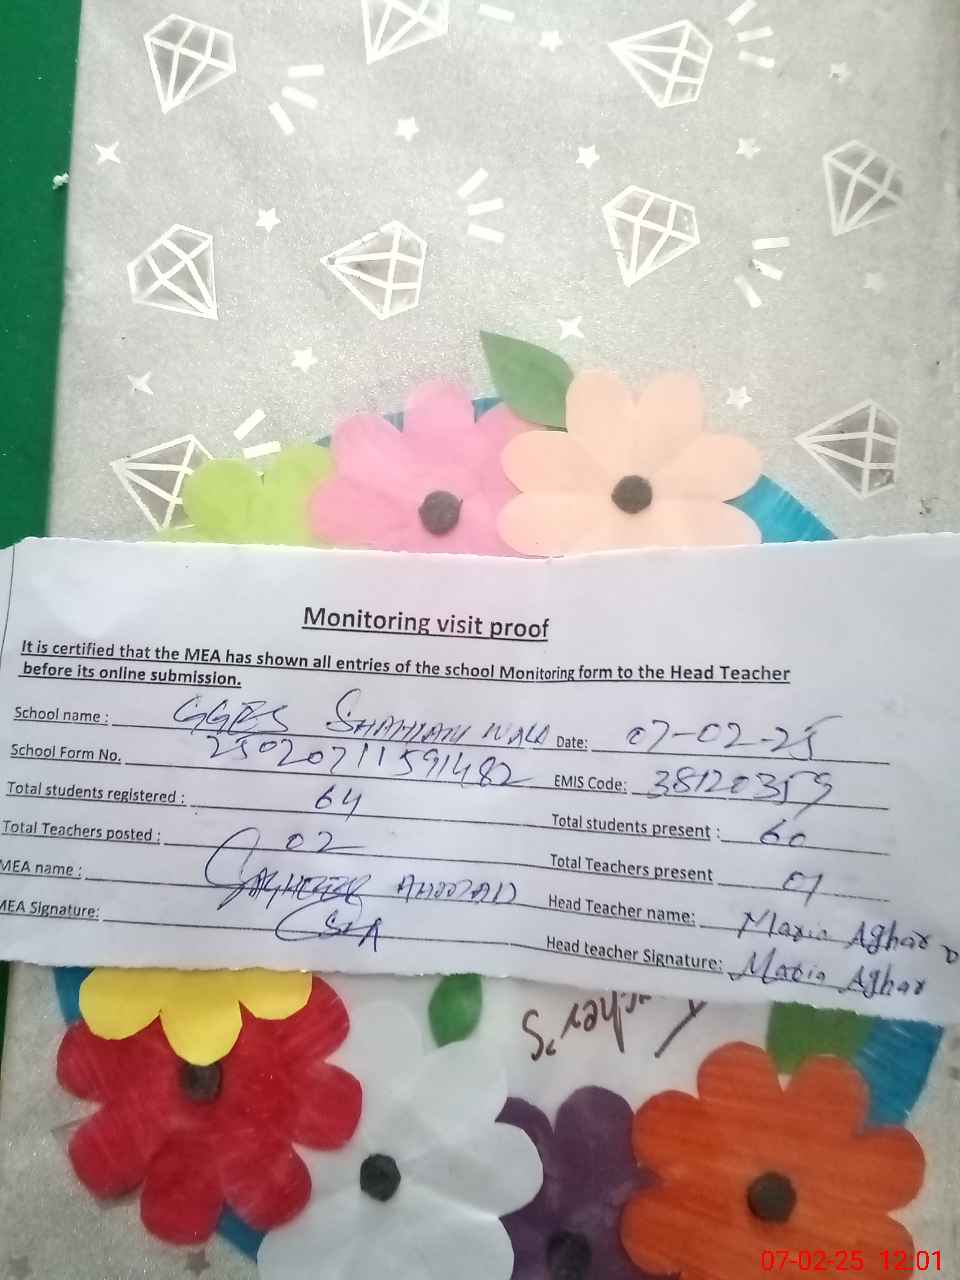 Monitoring visit proof
It is certified that the MEA has shown all entries of the school Monitoring form to the Head Teacher
before its online submission.
School name : GGES Date: 07-02-25
School Form No. 25020711591482 EMIS Code: 38120359
Total students registered : 64 Total students present : 60
Total Teachers posted : 02 Total Teachers present 01
MEA name : Head Teacher name: Maria Aghar
MEA Signature: Head teacher Signature: Maria Aghar
07-02-25 12:01